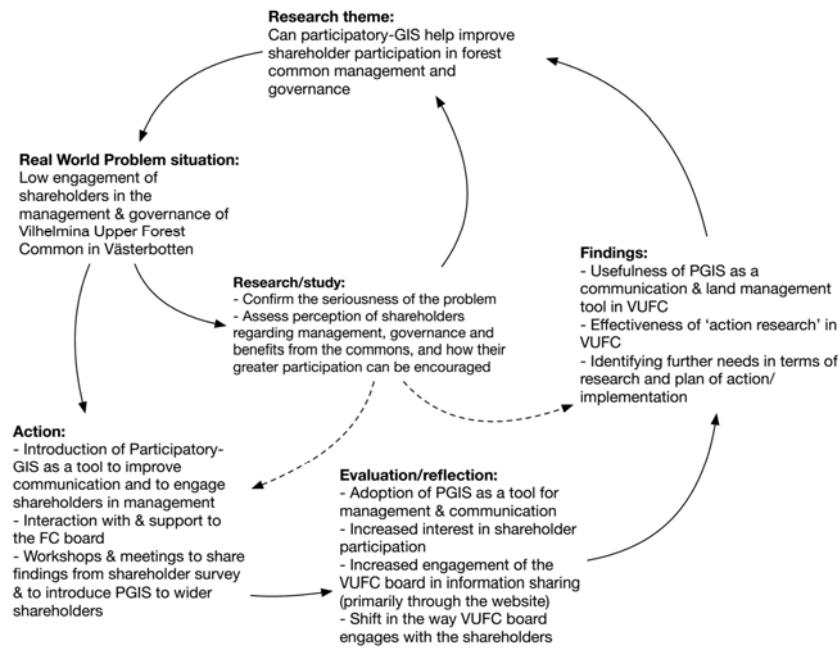 Research theme:
Can participatory-GIS help improve
shareholder participation in forest
common management and
governance
Real World Problem situation:
Low engagement of
shareholders in the
management & governance of
Vilhelmina Upper Forest
Common in Västerbotten
Research/study:
- Confirm the seriousness of the problem
- Assess perception of shareholders
regarding management, governance and
benefits from the commons, and how their
greater participation can be encouraged
Findings:
- Usefulness of PGIS as a
communication & land management
tool in VUFC
- Effectiveness of ‘action research’ in
VUFC
- Identifying further needs in terms of
research and plan of action/
implementation
Action:
- Introduction of Participatory-
GIS as a tool to improve
communication and to engage
shareholders in management
- Interaction with & support to
the FC board
- Workshops & meetings to share
findings from shareholder survey
& to introduce PGIS to wider
shareholders
Evaluation/reflection:
- Adoption of PGIS as a tool for
management & communication
- Increased interest in shareholder
participation
- Increased engagement of the
VUFC board in information sharing
(primarily through the website)
- Shift in the way VUFC board
engages with the shareholders